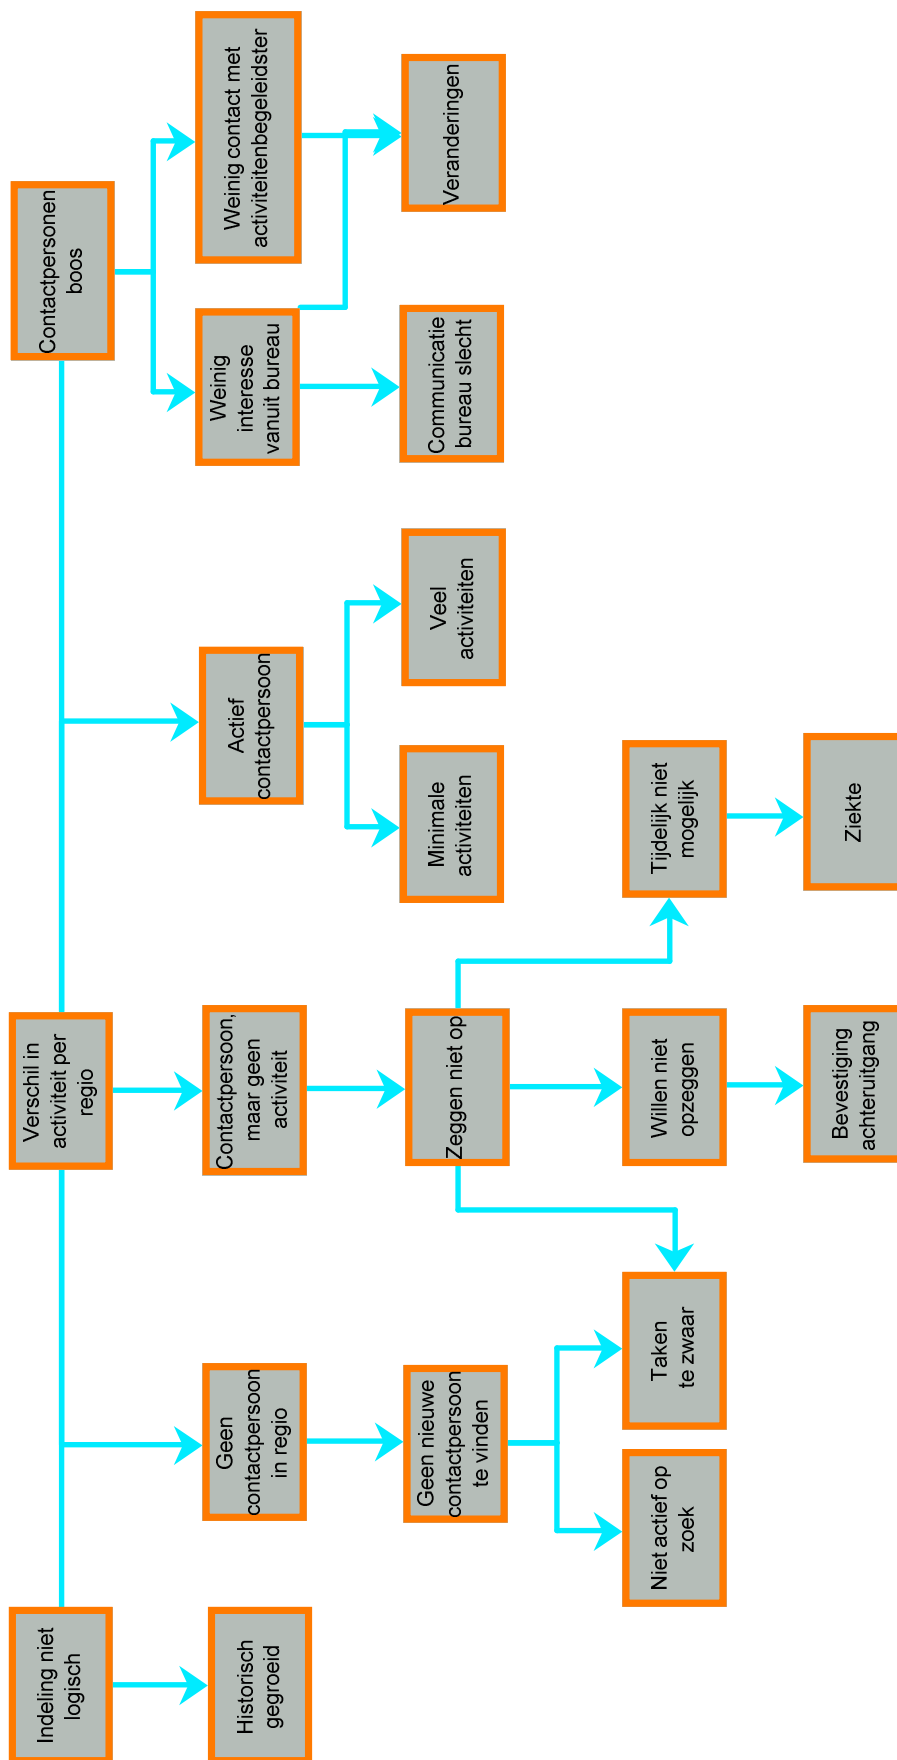 Indeling niet
logisch
Verschil in
activiteit per
regio
Contactpersonen
boos
Historisch
gegroeid
Geen
contactpersoon
in regio
Contactpersoon,
maar geen
activiteit
Actief
contactpersoon
Weinig
interesse
vanuit bureau
Weinig contact met
activiteitenbegeleidster
Geen nieuwe
contactpersoon
te vinden
Zeggen niet op
Minimale
activiteiten
Veel
activiteiten
Communicatie
bureau slecht
Veranderingen
Niet actief op
zoek
Taken
te zwaar
Willen niet
opzeggen
Tijdelijk niet
mogelijk
Bevestiging
achteruitgang
Ziekte